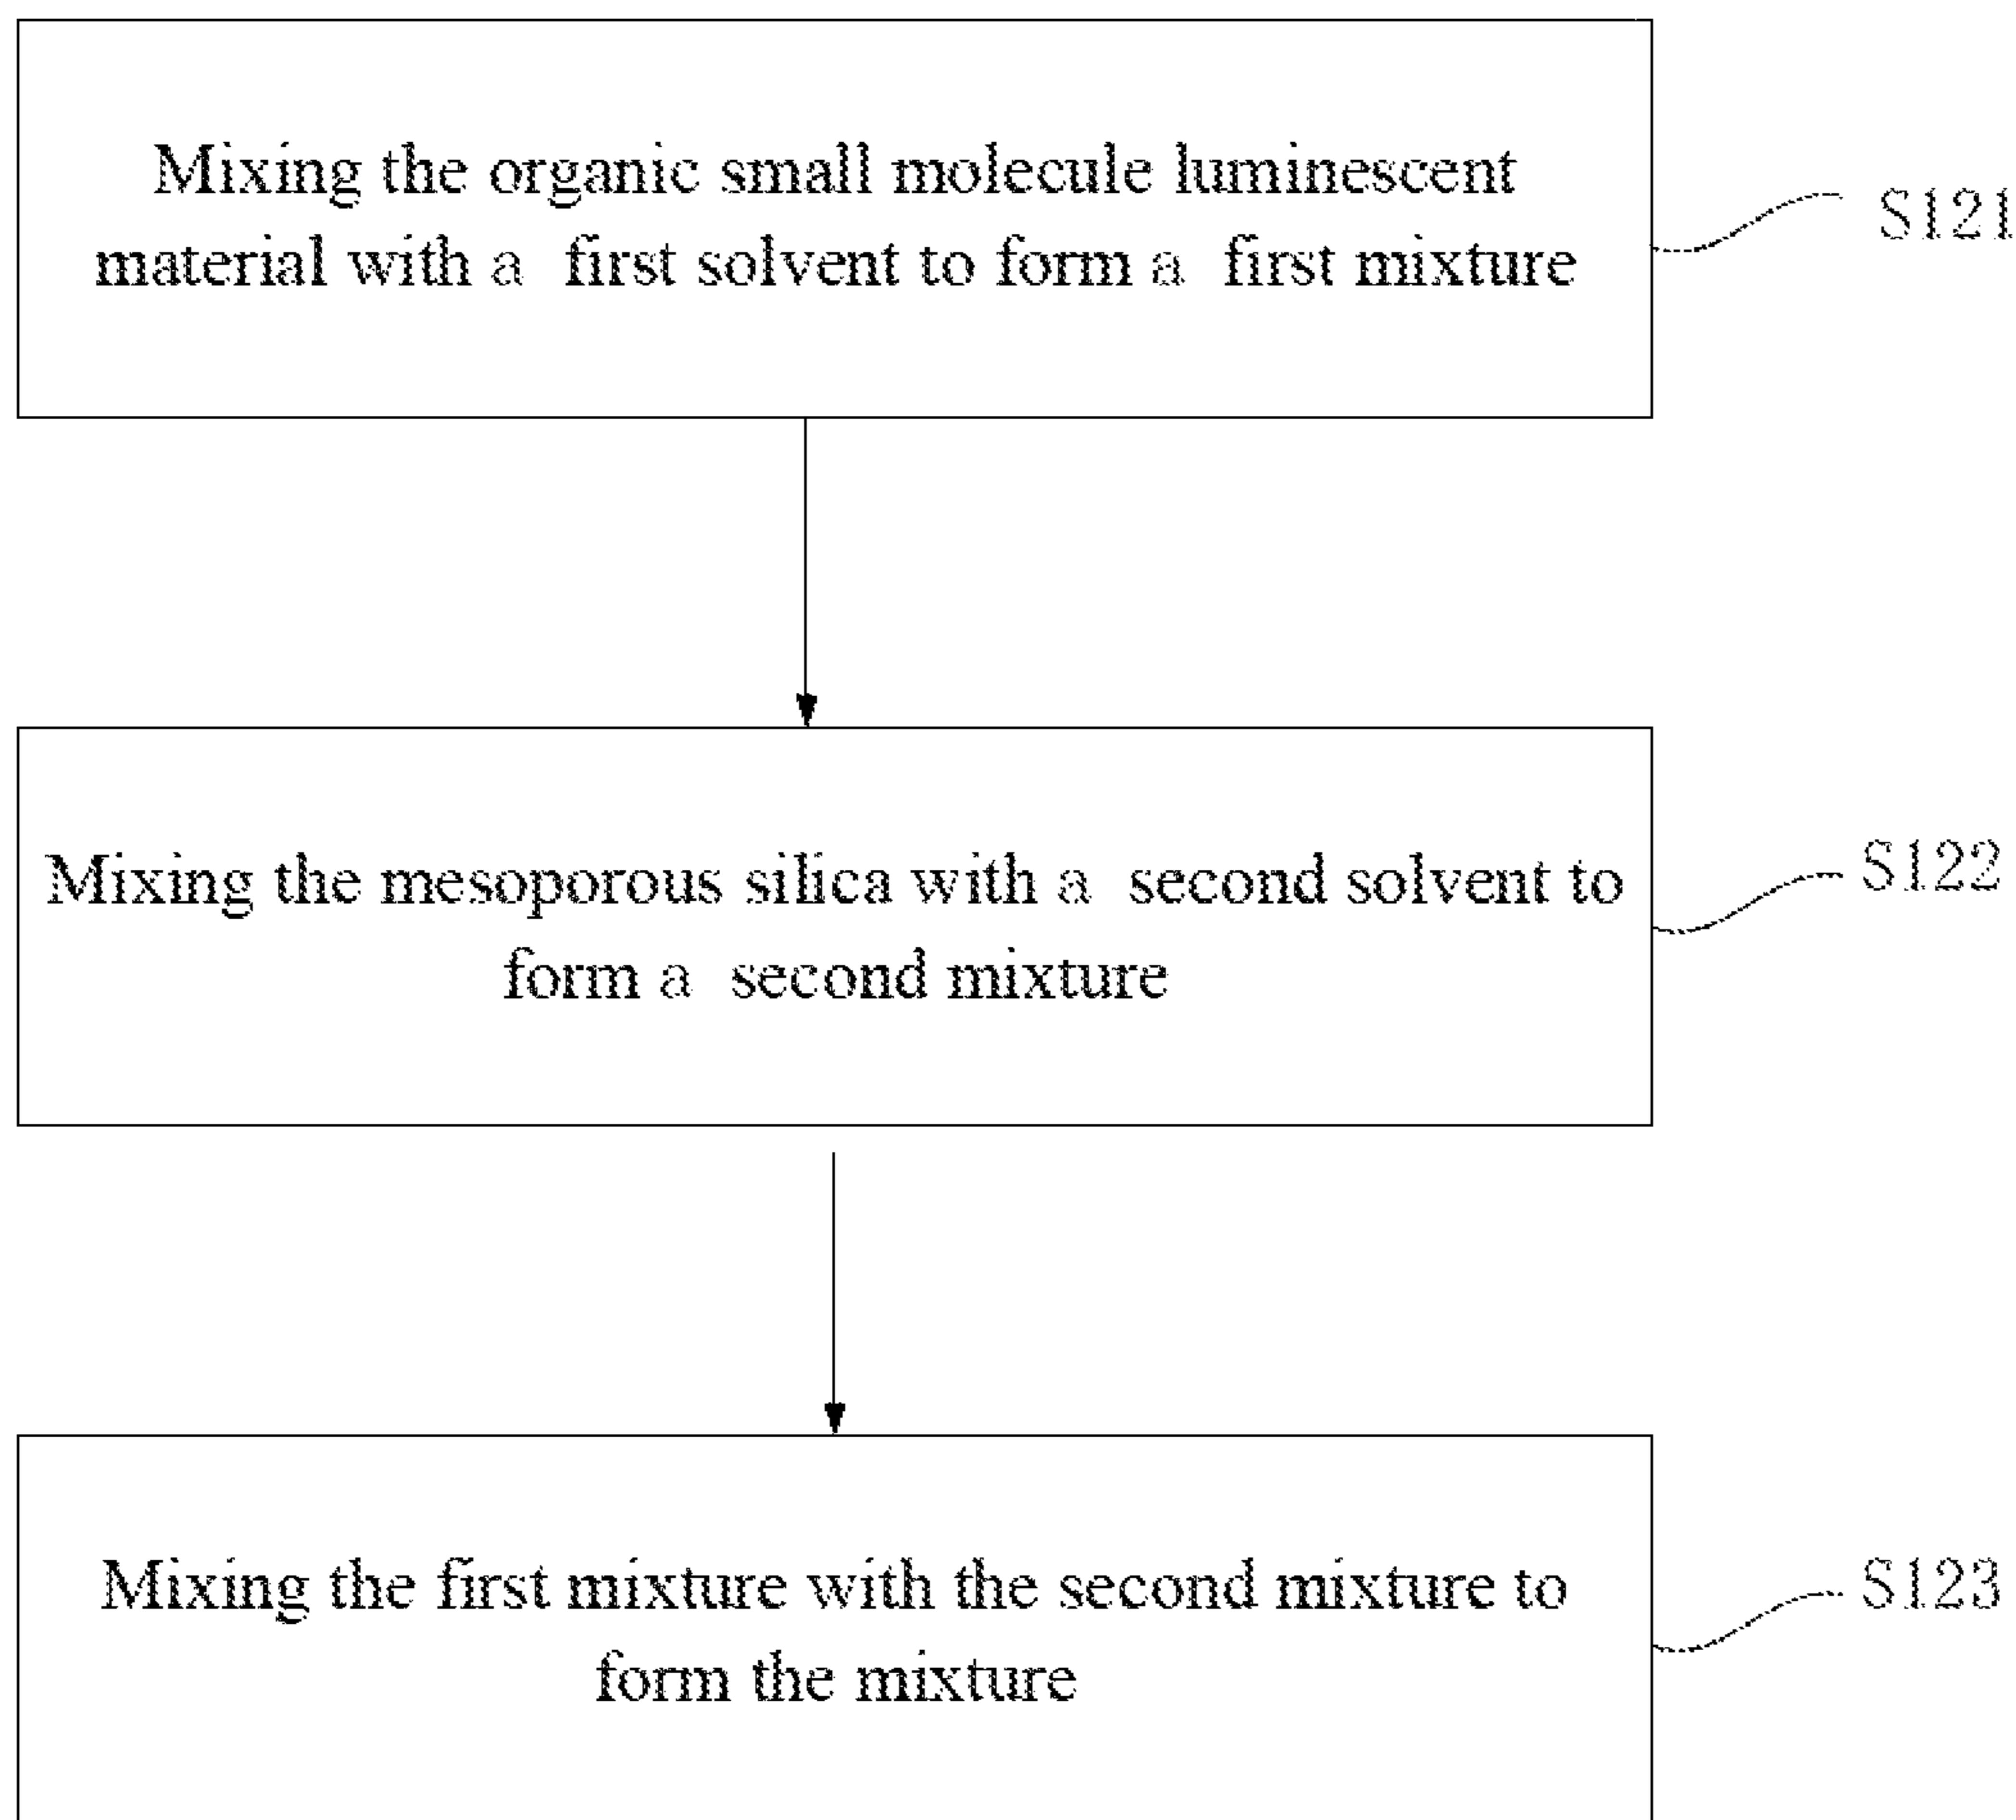 Mixing the organic small molecule luminescent
material with a first solvent to form a first mixture
S121
Mixing the mesoporous silica with a second solvent to
form a second mixture
S122
Mixing the first mixture with the second mixture to
form the mixture
S123